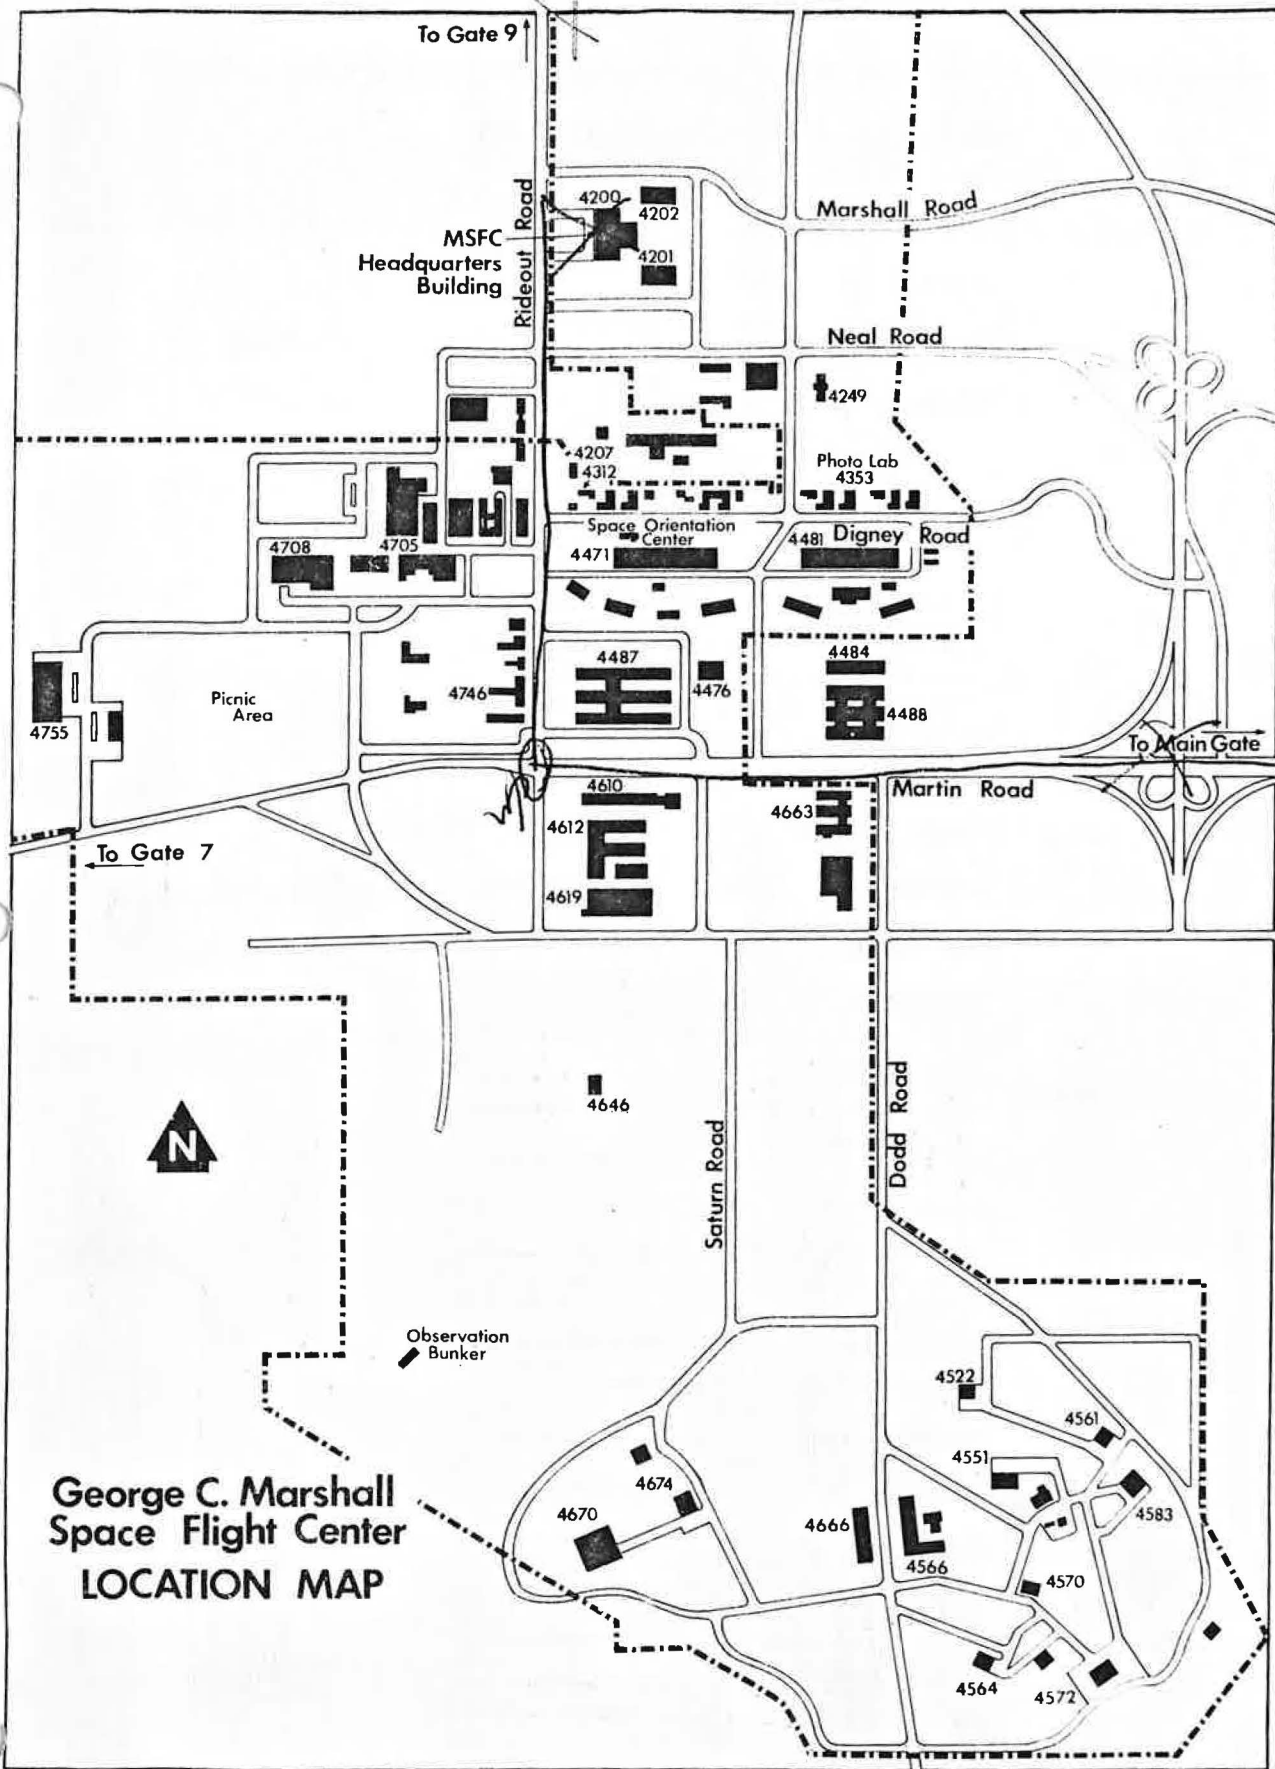 To Gate 9
Rideout Road
4200
4202
MSFC
Headquarters
Building
4201
Marshall Road
Neal Road
4249
4207
4312
Photo Lab
4353
Space Orientation
Center
4471
4481
Digney Road
4708
4705
4487
4476
4484
4746
4488
Picnic
Area
4755
To Main Gate
Martin Road
4610
4612
4663
4619
To Gate 7
4646
N
Saturn Road
Dodd Road
Observation
Bunker
4522
4561
4551
4674
4670
4666
4566
4583
4570
4564
4572
George C. Marshall
Space Flight Center
LOCATION MAP